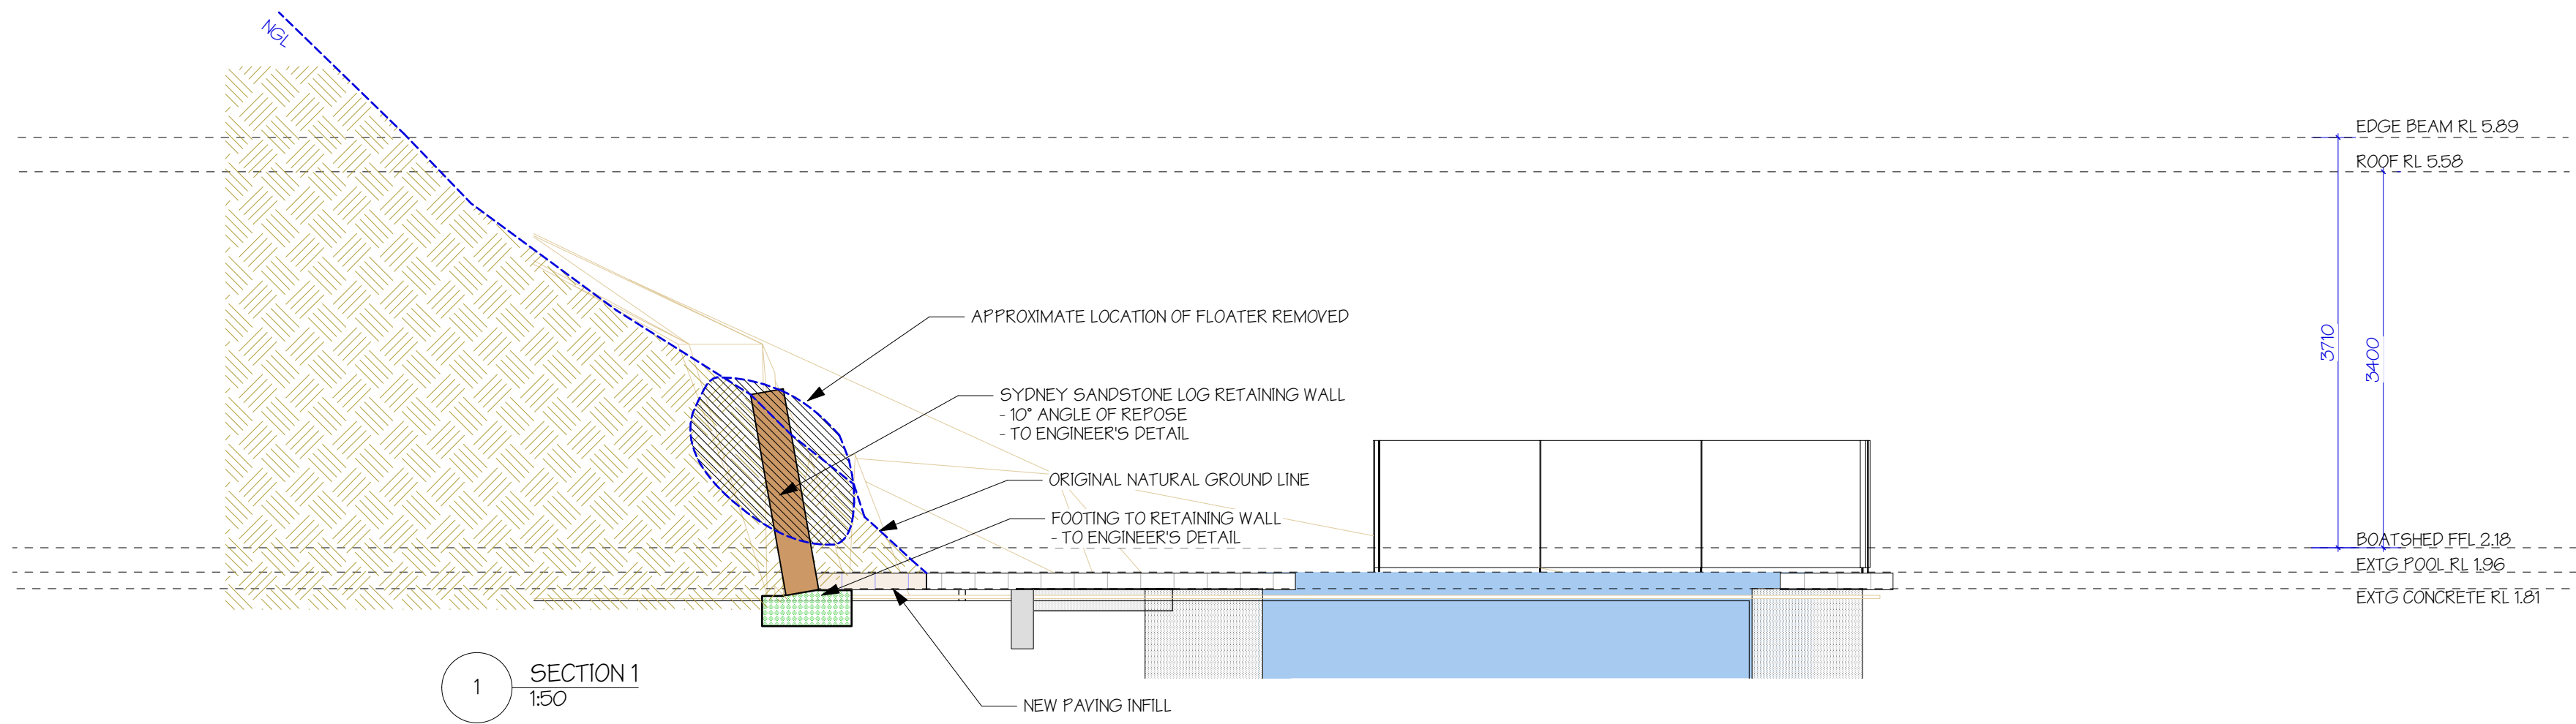 NGL
EDGE BEAM RL 5.89
ROOF RL 5.58
APPROXIMATE LOCATION OF FLOATER REMOVED
3710
3400
SYDNEY SANDSTONE LOG RETAINING WALL
- 10° ANGLE OF REPOSE
- TO ENGINEER'S DETAIL
ORIGINAL NATURAL GROUND LINE
FOOTING TO RETAINING WALL
- TO ENGINEER'S DETAIL
BOATSHED FFL 2.18
EXTG POOL RL 1.96
EXTG CONCRETE RL 1.81
1
SECTION 1
1:50
NEW PAVING INFILL